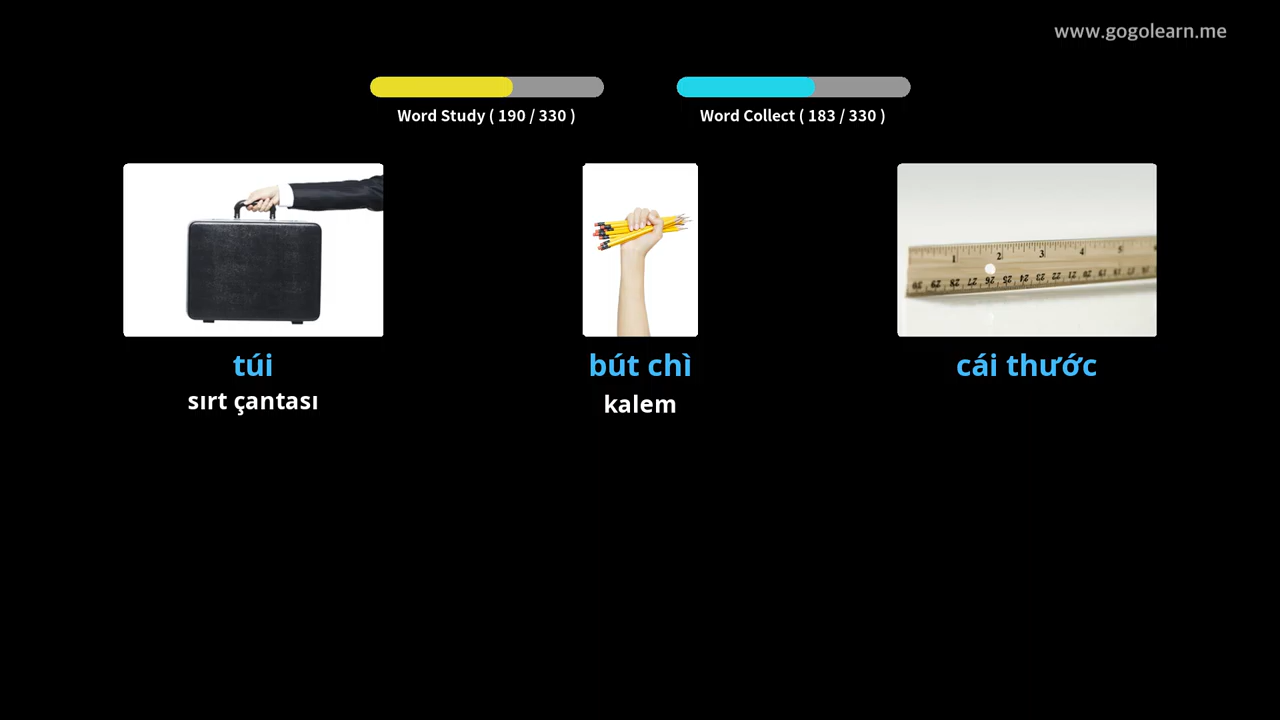 www.gogolearn.me
Word Study ( 190 / 330 )
Word Collect ( 183 / 330 )
túi
bút chì
cái thước
sırt çantası
kalem